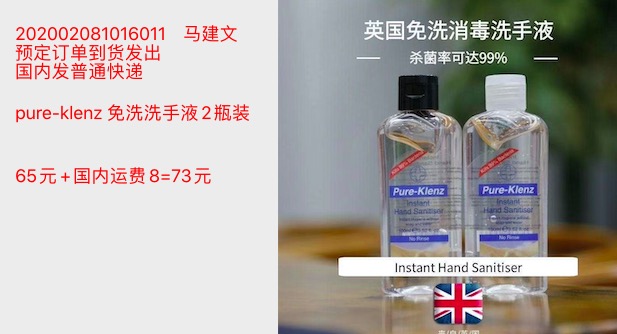 202002081016011 马建文
预定订单到货发出
国内发普通快递
pure-klenz 免洗洗手液2瓶装
65元+国内运费8=73元
英国免洗消毒洗手液
杀菌率可达99%
Pure-Klenz
Instant
Hand Sanitiser
No Rinse
Pure-Klenz
Instant
Hand Sanitiser
No Rinse
Instant Hand Sanitiser